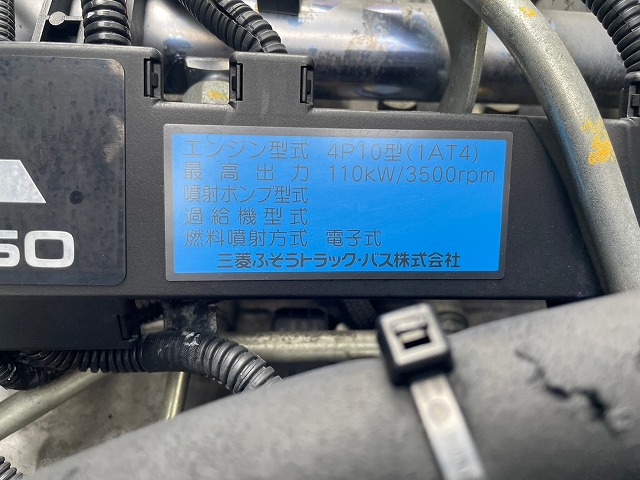 エンジン型式 4P10型(1AT4)
最高出力 110kW/3500rpm
噴射ポンプ型式
過給機型式
燃料噴射方式 電子式
三菱ふそうトラック・バス株式会社
50